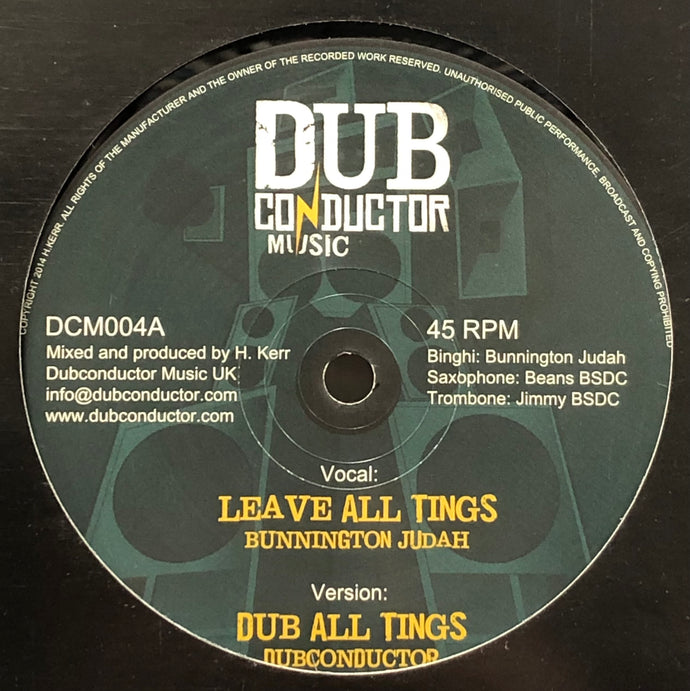 COPYRIGHT 2014 H.KERR. ALL RIGHTS OF THE MANUFACTURER AND THE OWNER OF THE RECORDED WORK RESERVED. UNAUTHORISED PUBLIC PERFORMANCE. BROADCAST AND COPYING PROHIBITED
DUB
CONDUCTOR
MUSIC
DCM004A
Mixed and produced by H. Kerr
Dubconductor Music UK
info@dubconductor.com
www.dubconductor.com
45 RPM
Binghi: Bunnington Judah
Saxophone: Beans BSDC
Trombone: Jimmy BSDC
Vocal:
LEAVE ALL TINGS
BUNNINGTON JUDAH
Version:
DUB ALL TINGS
DUBCONDUCTOR